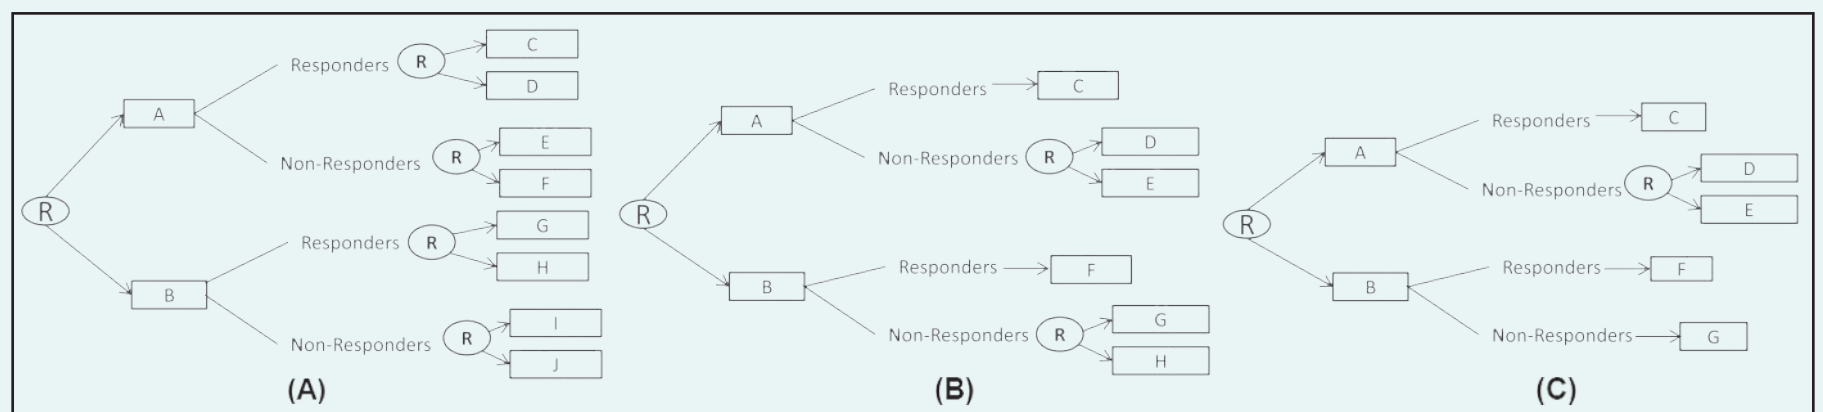 R
A
Responders
R
C
D
Non-Responders
R
E
F
B
Responders
R
G
H
Non-Responders
R
I
J
(A)
R
A
Responders
C
Non-Responders
R
D
E
B
Responders
F
Non-Responders
R
G
H
(B)
R
A
Responders
C
Non-Responders
R
D
E
B
Responders
F
Non-Responders
G
(C)